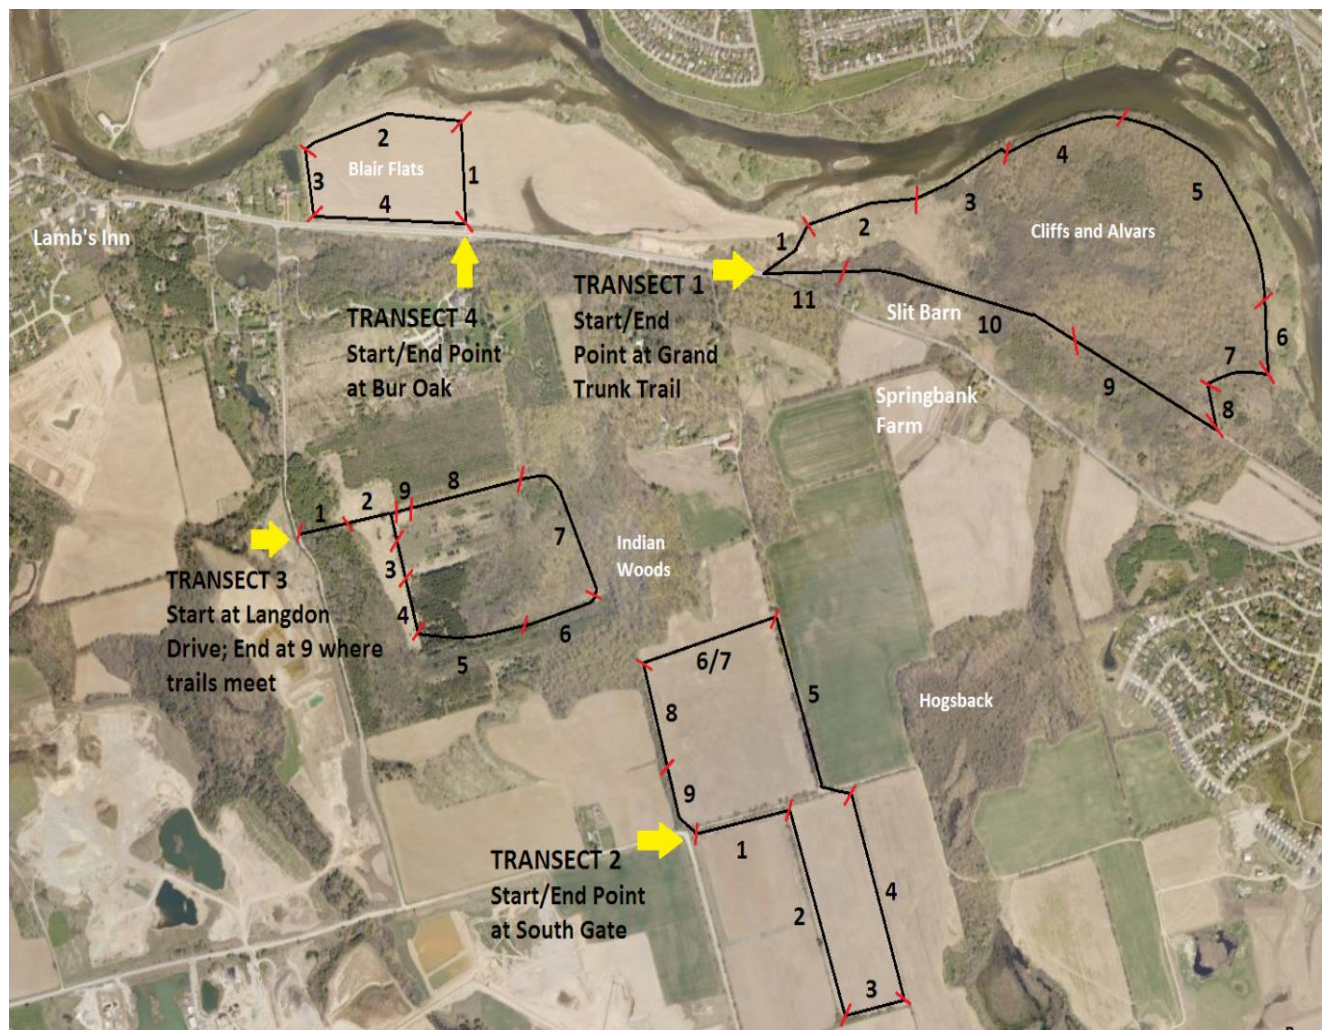 2
Blair Flats
3
1
4
Lamb's Inn
TRANSECT 4
Start/End Point
at Bur Oak
TRANSECT 1
Start/End
Point at Grand
Trunk Trail
1
2
3
4
5
Cliffs and Alvars
6
7
8
9
10
11
Slit Barn
Springbank
Farm
1
2
9
8
7
3
4
5
6
Indian
Woods
TRANSECT 3
Start at Langdon
Drive; End at 9 where
trails meet
6/7
5
8
9
Hogsback
TRANSECT 2
Start/End Point
at South Gate
1
2
4
3